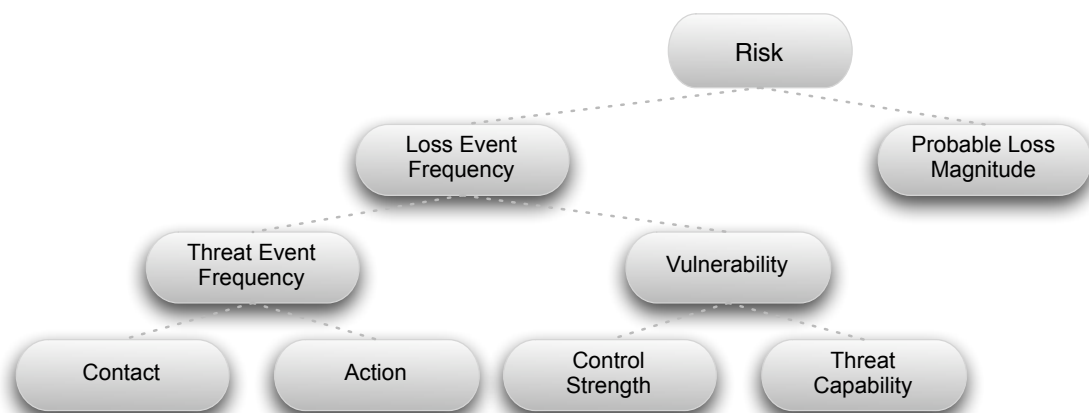 Risk
Loss Event
Frequency
Probable Loss
Magnitude
Threat Event
Frequency
Vulnerability
Contact
Action
Control
Strength
Threat
Capability